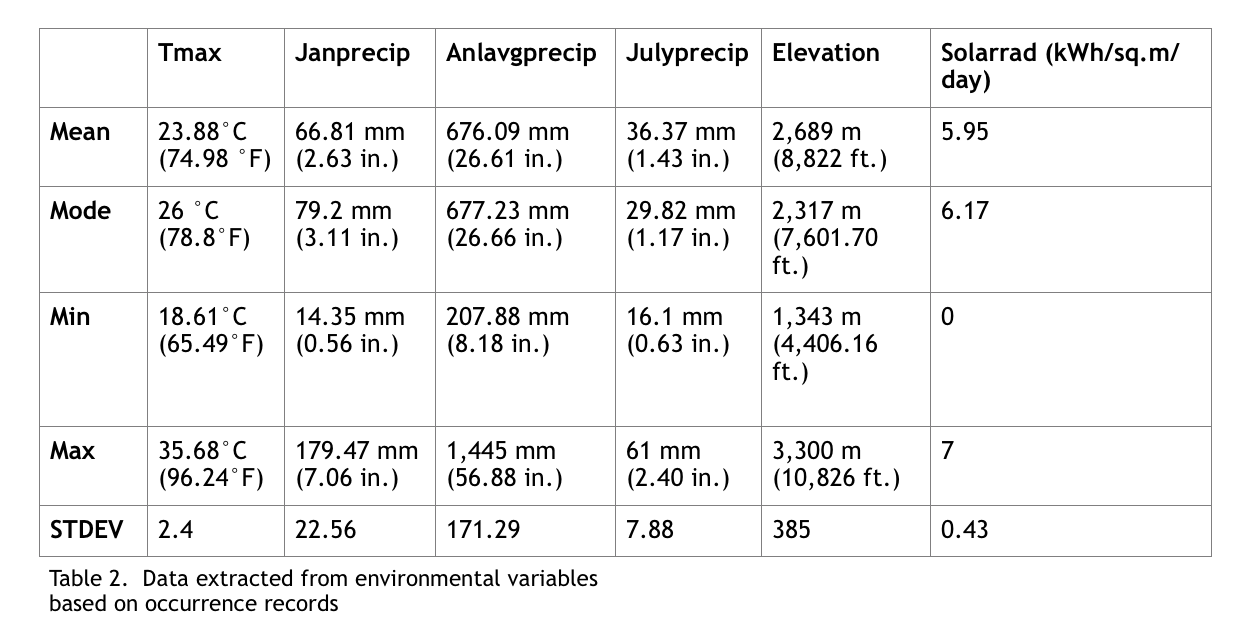 Tmax Janprecip Anlavgprecip Julyprecip Elevation Solarrad (kWh/sq.m/
day)
Mean 23.88°C 66.81 mm 676.09 mm 36.37 mm 2,689 m 5.95
(74.98 °F) (2.63 in.) (26.61 in.) (1.43 in.) (8,822 ft.)
Mode 26 °C 79.2 mm 677.23 mm 29.82 mm 2,317 m 6.17
(78.8°F) (3.11 in.) (26.66 in.) (1.17 in.) (7,601.70
ft.)
Min 18.61°C 14.35 mm 207.88 mm 16.1 mm 1,343 m 0
(65.49°F) (0.56 in.) (8.18 in.) (0.63 in.) (4,406.16
ft.)
Max 35.68°C 179.47 mm 1,445 mm 61 mm 3,300 m 7
(96.24°F) (7.06 in.) (56.88 in.) (2.40 in.) (10,826 ft.)
STDEV 2.4 22.56 171.29 7.88 385 0.43
Table 2. Data extracted from environmental variables
based on occurrence records